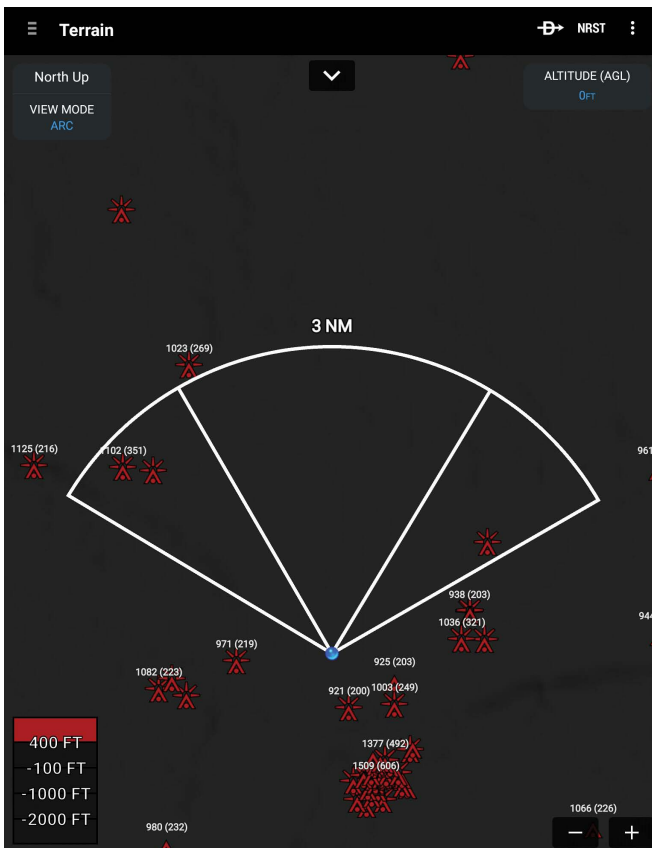 Terrain
NRST
North Up
VIEW MODE
ARC
ALTITUDE (AGL)
0FT
3 NM
1023 (269)
1125 (216)
1102 (351)
961
938 (203)
1036 (321)
944
971 (219)
925 (203)
1082 (223)
921 (200)
1003 (249)
1377 (492)
1509 (606)
400 FT
-100 FT
-1000 FT
-2000 FT
1066 (226)
980 (232)